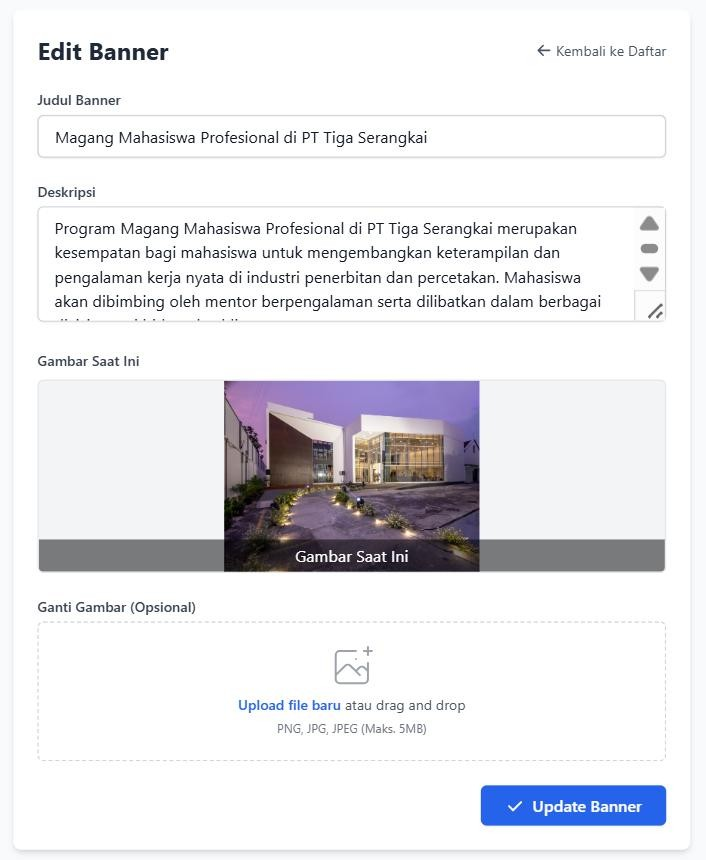 Edit Banner
Kembali ke Daftar
Judul Banner
Magang Mahasiswa Profesional di PT Tiga Serangkai
Deskripsi
Program Magang Mahasiswa Profesional di PT Tiga Serangkai merupakan
kesempatan bagi mahasiswa untuk mengembangkan keterampilan dan
pengalaman kerja nyata di industri penerbitan dan percetakan. Mahasiswa
akan dibimbing oleh mentor berpengalaman serta dilibatkan dalam berbagai
Gambar Saat Ini
Gambar Saat Ini
Ganti Gambar (Opsional)
Upload file baru atau drag and drop
PNG, JPG, JPEG (Maks. 5MB)
Update Banner